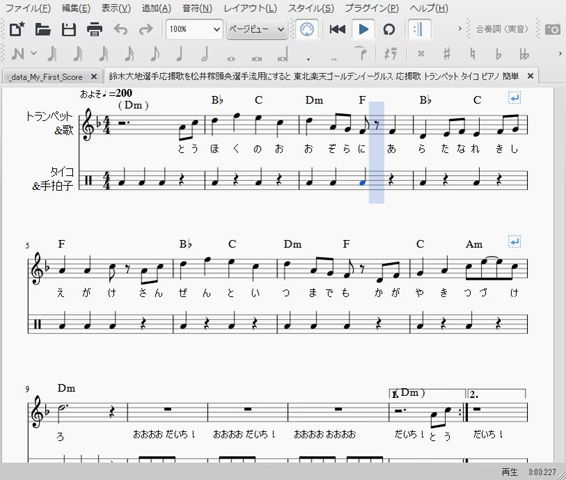 ファイル(F) 編集(E) 表示(V) 追加(A) 音符(N) レイアウト(L) スタイル(S) プラグイン(P) ヘルプ(H)
100% ページビュー 合奏調（実音）
_data_My_First_Score 鈴木大地選手応援歌を松井稼頭央選手流用にすると 東北楽天ゴールデンイーグルス 応援歌 トランペット タイコ ピアノ 簡単
およそ♩=200
(Dm) B♭ C Dm F B♭ C
トランペット
&歌
とう ほくのお おぞらに あ らたなれきし
タイコ
&手拍子
5 F B♭ C Dm F C Am
えがけさん ぜんとい つまでも かが やきつづけ
9 Dm 1.(Dm) 2.
ろ おおおお だいち！ おおおお だいち！ おおおお おおおお だいち！とう だいち！
再生 3:03:227